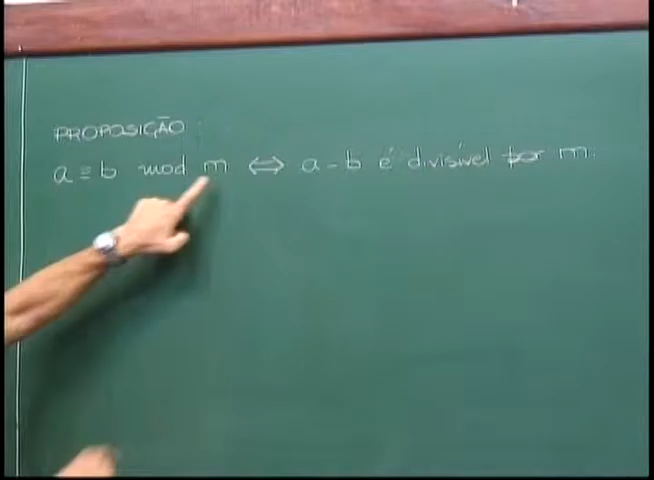 PROPOSIÇÃO
a ≡ b mod m ⇔ a - b é divisível por m.